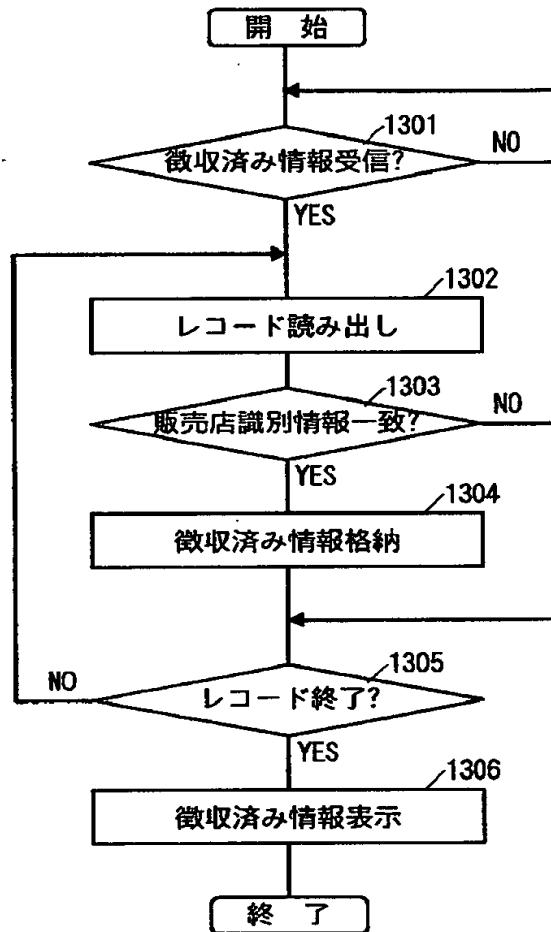 開 始
1301
徴収済み情報受信?
NO
YES
1302
レコード読み出し
1303
販売店識別情報一致?
NO
YES
1304
徴収済み情報格納
1305
レコード終了?
NO
YES
1306
徴収済み情報表示
終 了